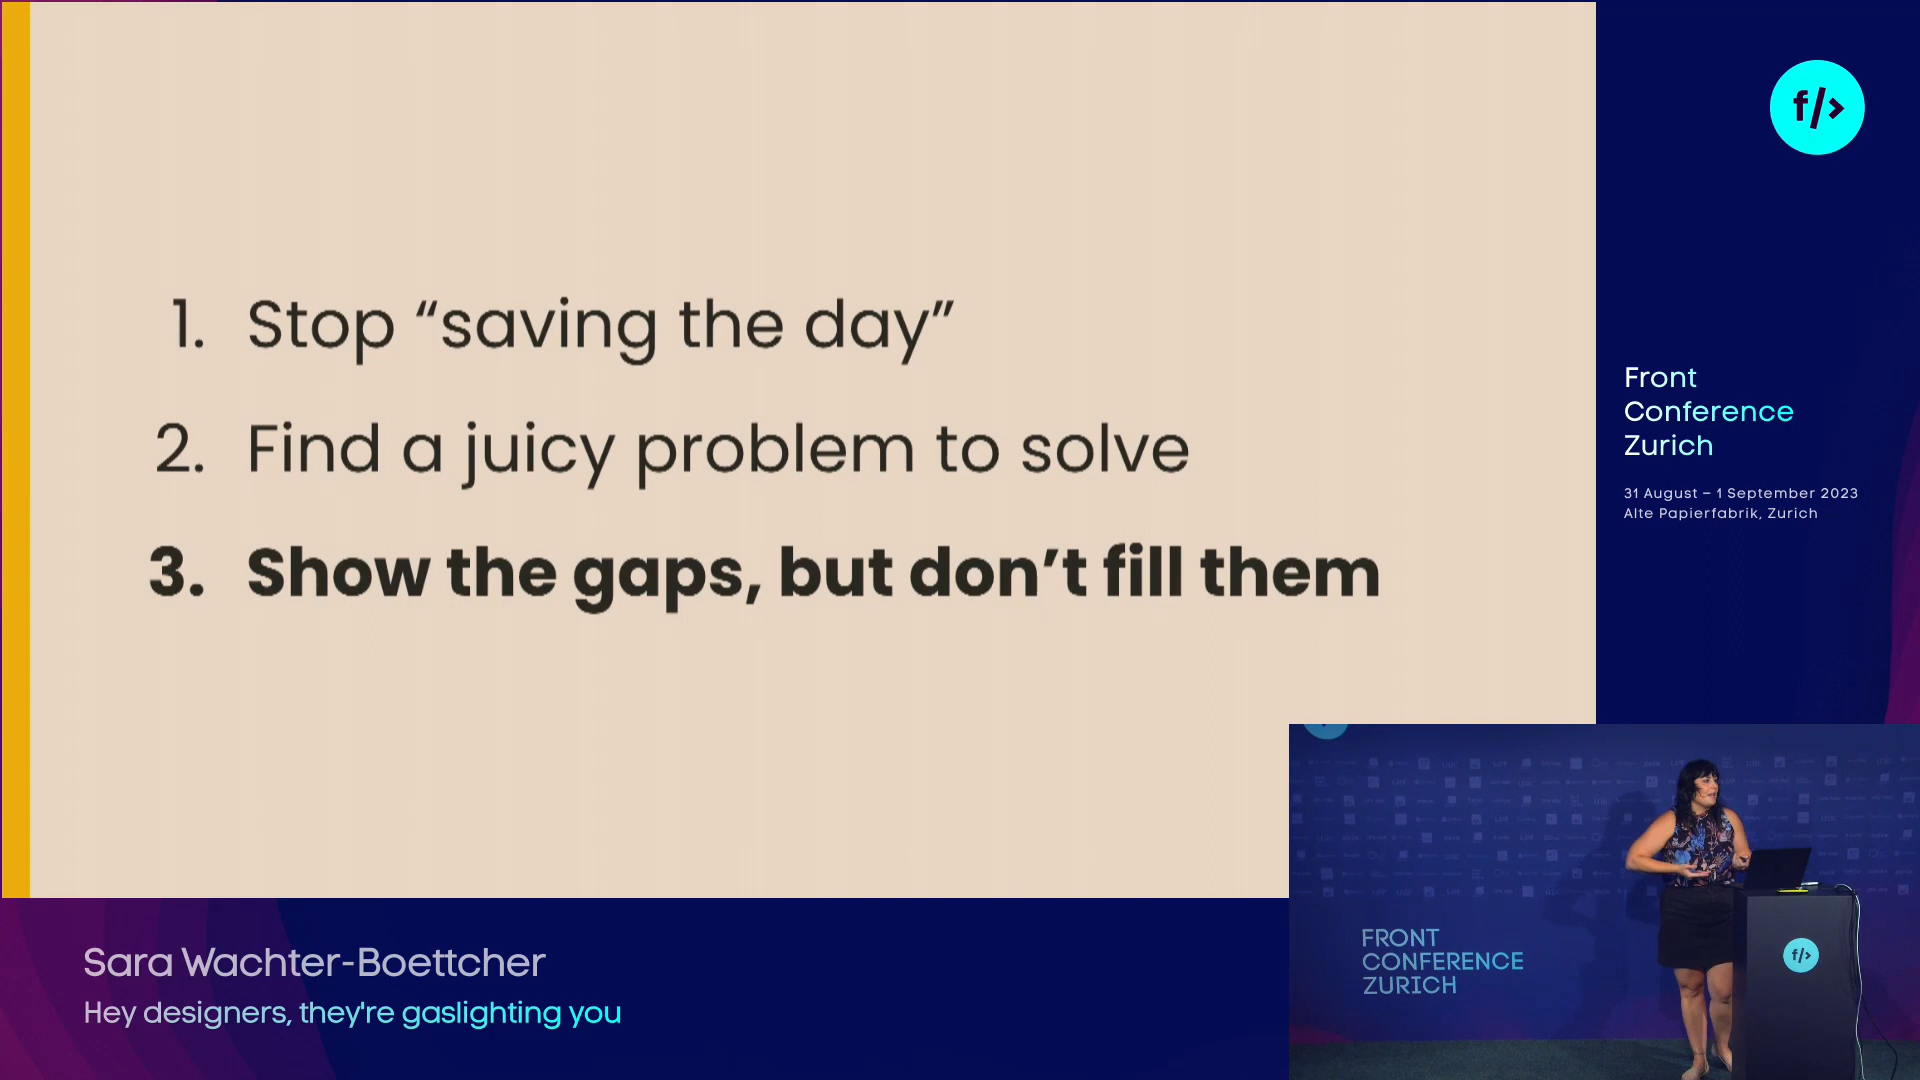 1. Stop “saving the day”
2. Find a juicy problem to solve
3. Show the gaps, but don’t fill them
f/>
Front
Conference
Zurich
31 August – 1 September 2023
Alte Papierfabrik, Zurich
Sara Wachter-Boettcher
Hey designers, they're gaslighting you
FRONT
CONFERENCE
ZURICH
f/>